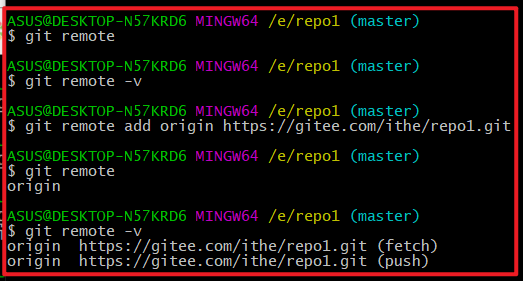 ASUS@DESKTOP-N57KRD6 MINGW64 /e/repo1 (master)
$ git remote
ASUS@DESKTOP-N57KRD6 MINGW64 /e/repo1 (master)
$ git remote -v
ASUS@DESKTOP-N57KRD6 MINGW64 /e/repo1 (master)
$ git remote add origin https://gitee.com/ithe/repo1.git
ASUS@DESKTOP-N57KRD6 MINGW64 /e/repo1 (master)
$ git remote
origin
ASUS@DESKTOP-N57KRD6 MINGW64 /e/repo1 (master)
$ git remote -v
origin  https://gitee.com/ithe/repo1.git (fetch)
origin  https://gitee.com/ithe/repo1.git (push)